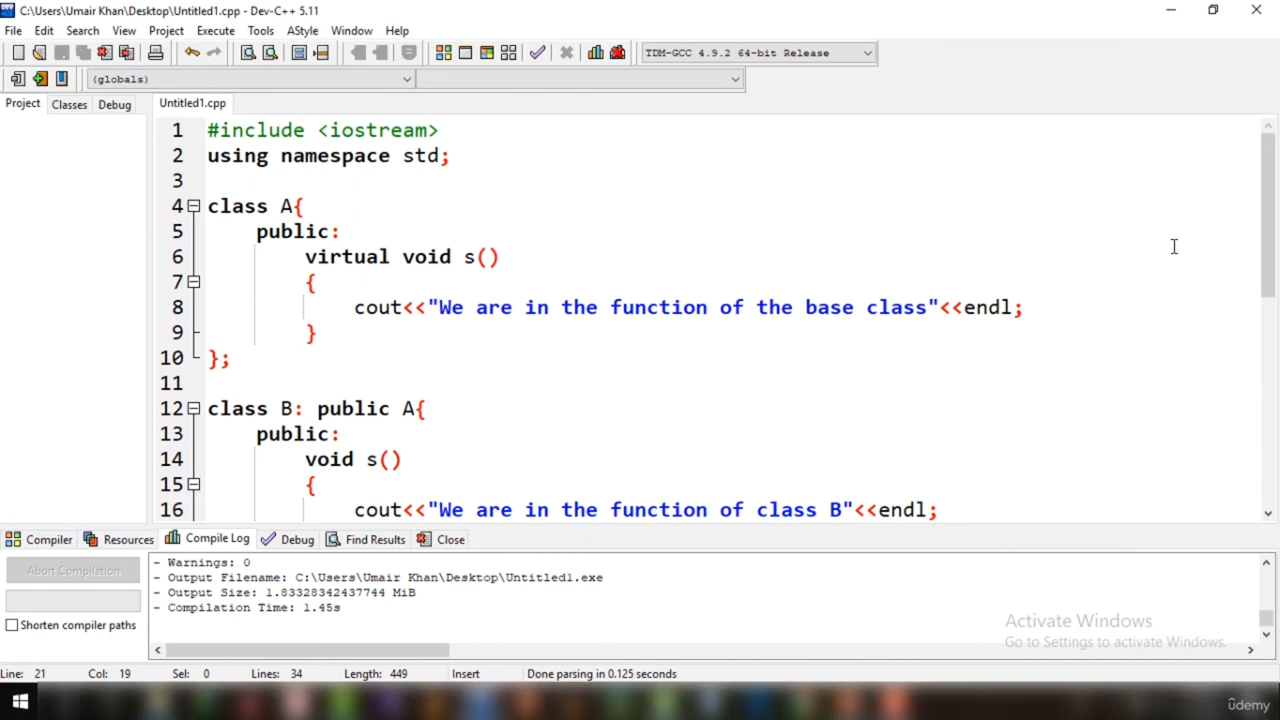 C:\Users\Umair Khan\Desktop\Untitled1.cpp - Dev-C++ 5.11
File Edit Search View Project Execute Tools AStyle Window Help
TDM-GCC 4.9.2 64-bit Release
(globals)
Project Classes Debug Untitled1.cpp
1 #include <iostream>
2 using namespace std;
3
4 class A{
5 public:
6 virtual void s()
7 {
8 cout<<"We are in the function of the base class"<<endl;
9 }
10 };
11
12 class B: public A{
13 public:
14 void s()
15 {
16 cout<<"We are in the function of class B"<<endl;
Compiler Resources Compile Log Debug Find Results Close
Abort Compilation
Shorten compiler paths
- Warnings: 0
- Output Filename: C:\Users\Umair Khan\Desktop\Untitled1.exe
- Output Size: 1.83328342437744 MiB
- Compilation Time: 1.45s
Activate Windows
Go to Settings to activate Windows.
Line: 21 Col: 19 Sel: 0 Lines: 34 Length: 449 Insert Done parsing in 0.125 seconds
ûdemy